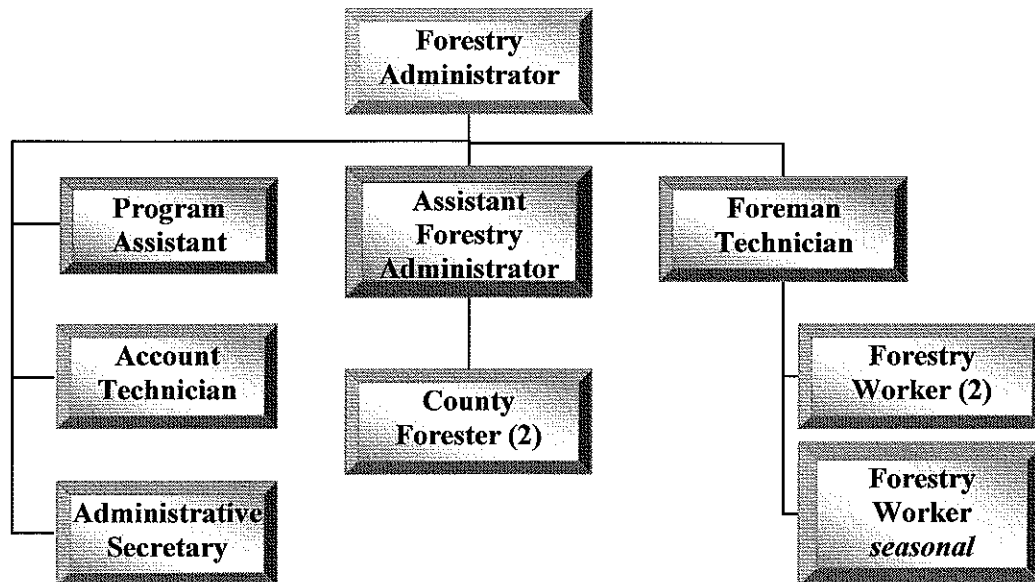 Forestry
Administrator
Program
Assistant
Assistant
Forestry
Administrator
Foreman
Technician
Account
Technician
County
Forester (2)
Forestry
Worker (2)
Administrative
Secretary
Forestry
Worker
seasonal